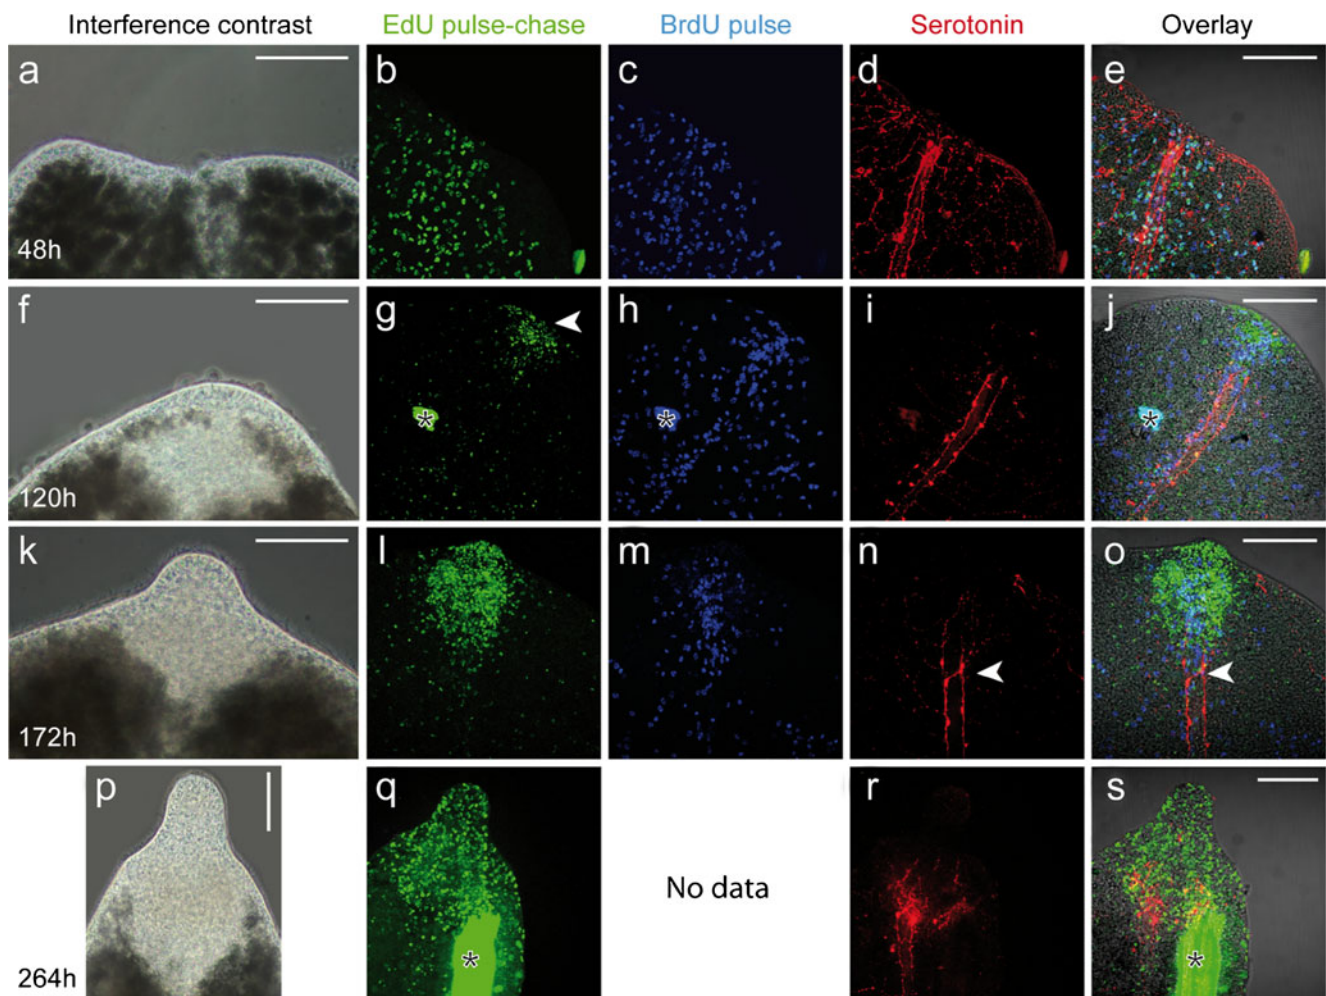 Interference contrast EdU pulse-chase BrdU pulse Serotonin Overlay
a b c d e
48h
f g h i j
* * *
120h
k l m n o
172h
p q r s
No data
* *
264h